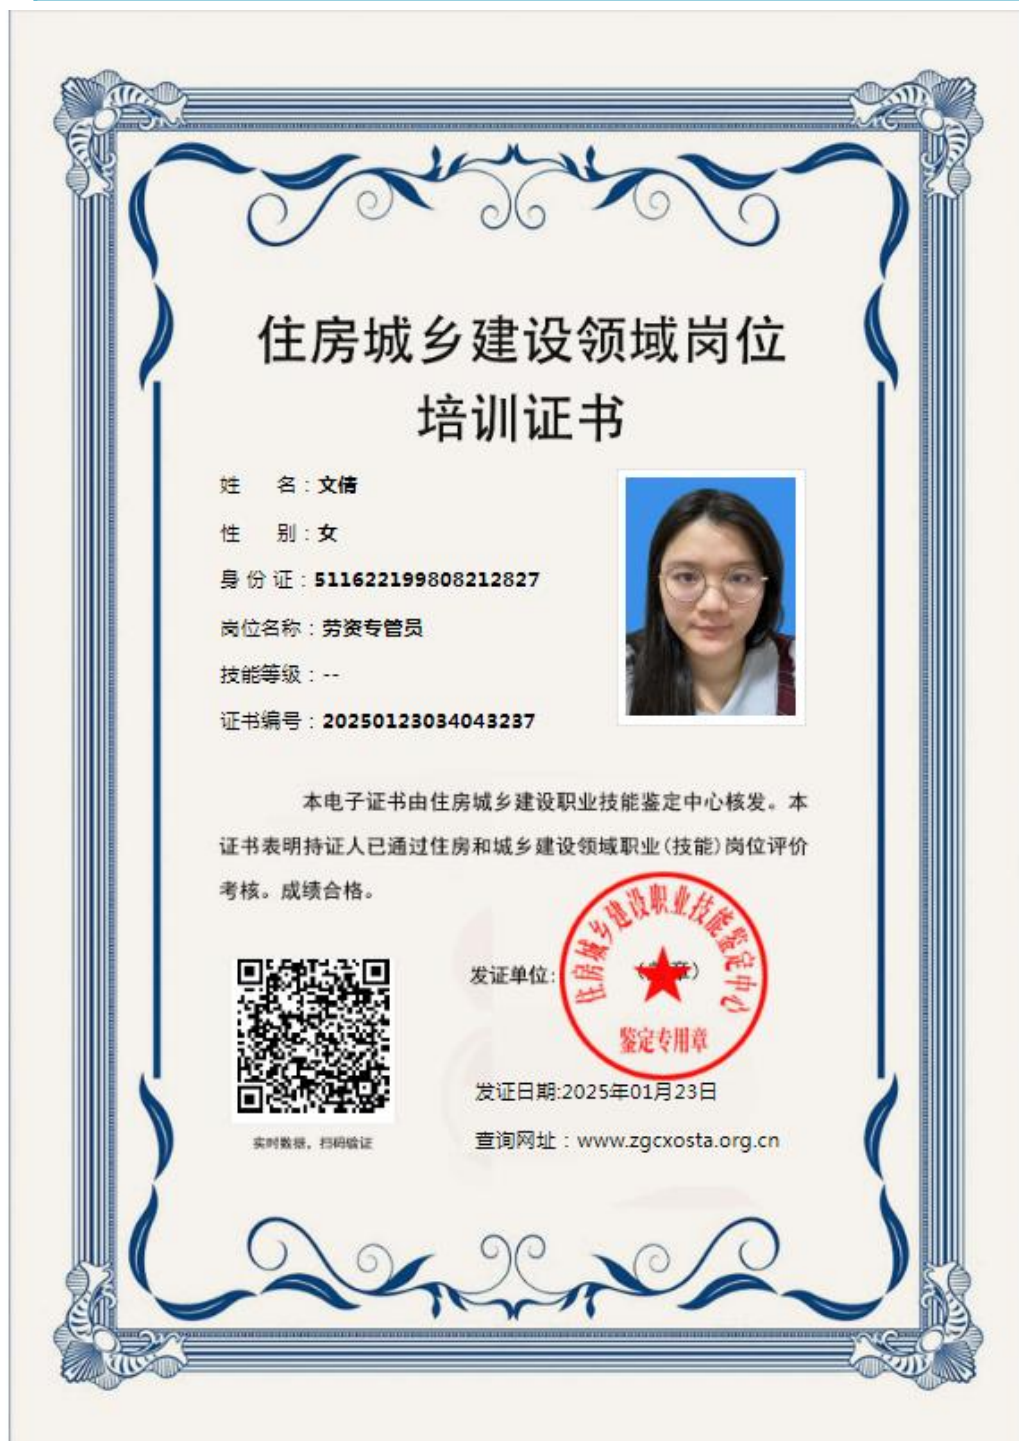 住房城乡建设领域岗位
培训证书
姓 名：文倩
性 别：女
身 份 证：511622199808212827
岗位名称：劳资专管员
技能等级：--
证书编号：20250123034043237
本电子证书由住房城乡建设职业技能鉴定中心核发。本
证书表明持证人已通过住房和城乡建设领域职业（技能）岗位评价
考核。成绩合格。
住房城乡建设职业技能鉴定中心
发证单位:（ 章）
鉴定专用章
发证日期:2025年01月23日
实时数据，扫码验证
查询网址：www.zgcxosta.org.cn